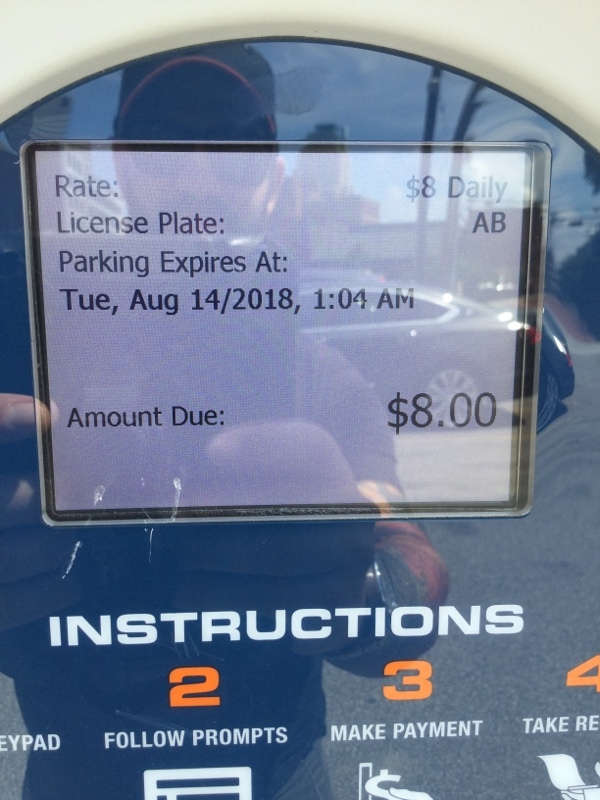 Rate: $8 Daily
License Plate: AB
Parking Expires At:
Tue, Aug 14/2018, 1:04 AM
Amount Due: $8.00
INSTRUCTIONS
2 3 4
EYPAD FOLLOW PROMPTS MAKE PAYMENT TAKE RE
$